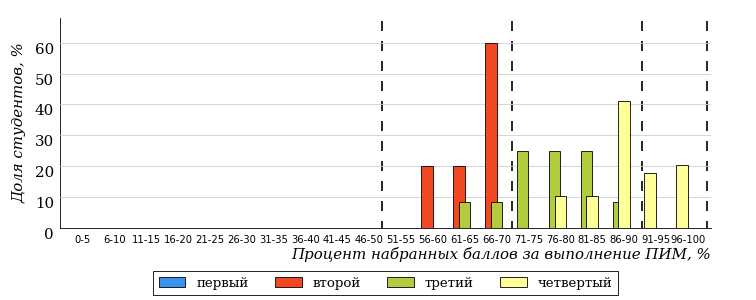 Доля студентов, %
60
50
40
30
20
10
0
0-5 6-10 11-15 16-20 21-25 26-30 31-35 36-40 41-45 46-50 51-55 56-60 61-65 66-70 71-75 76-80 81-85 86-90 91-95 96-100
Процент набранных баллов за выполнение ПИМ, %
первый второй третий четвертый